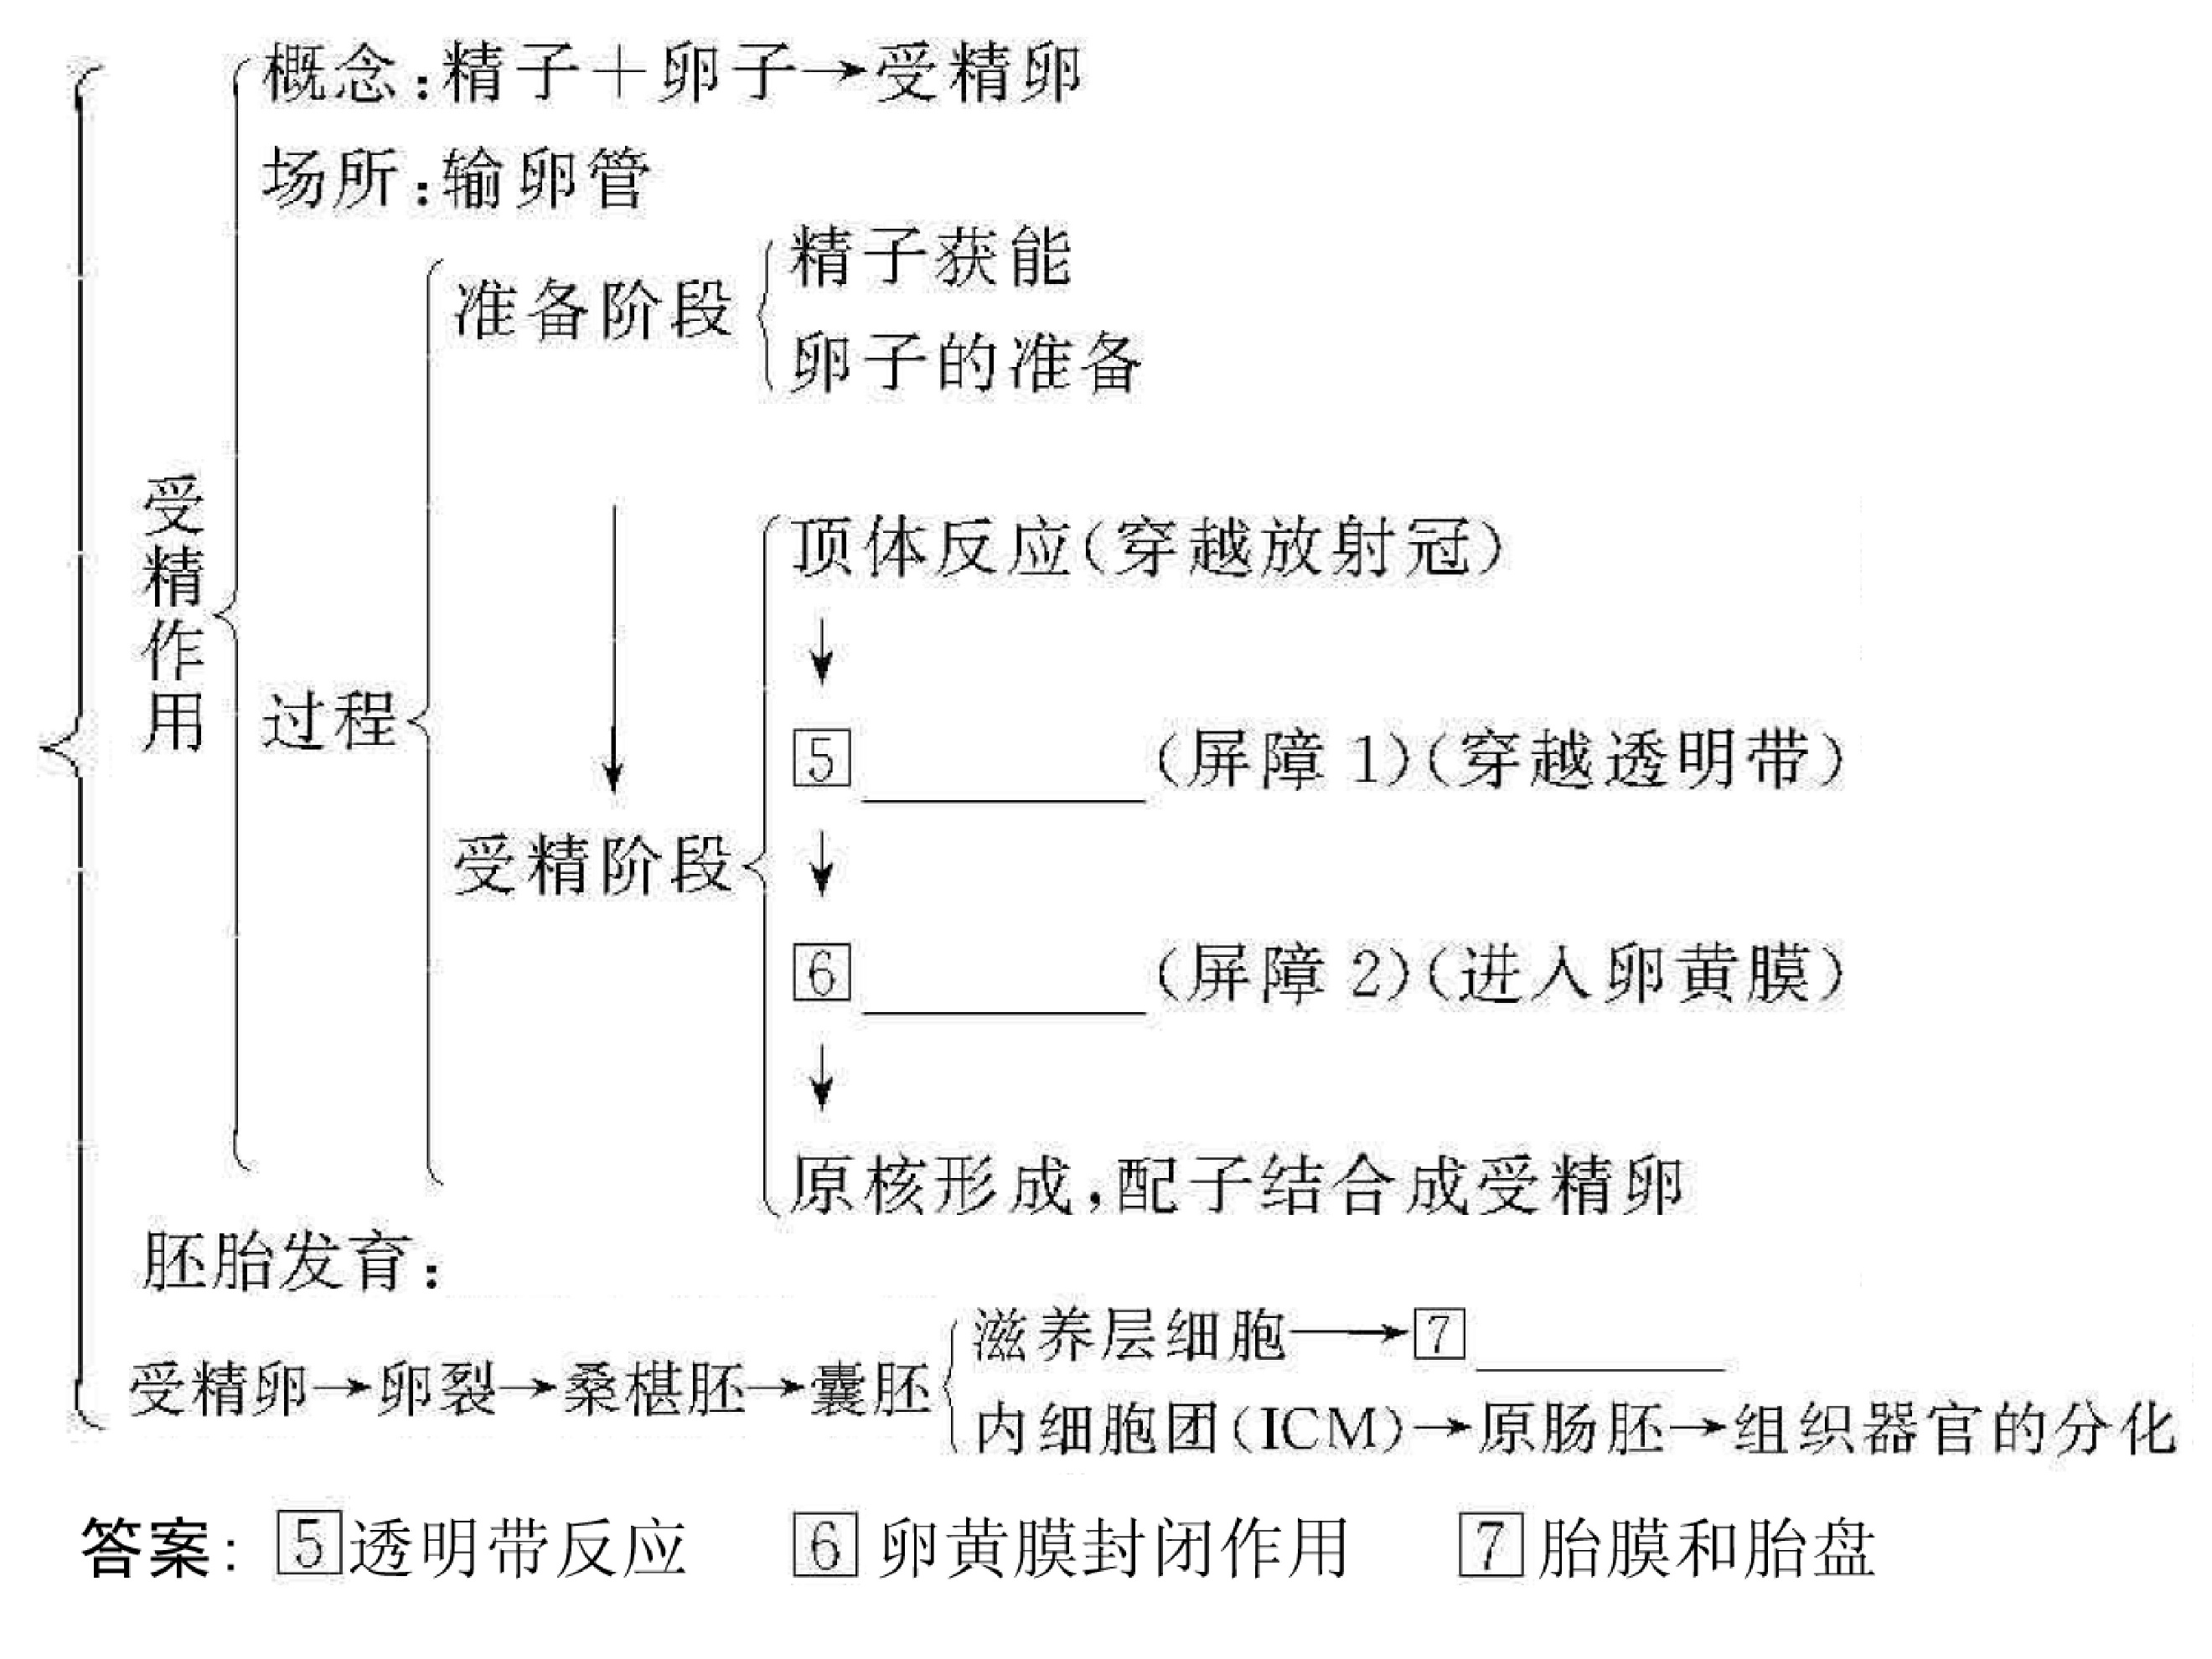 概念:精子＋卵子→受精卵
场所:输卵管
精子获能
准备阶段
卵子的准备
受精作用
顶体反应(穿越放射冠)
↓
过程
5 ________(屏障 1)(穿越透明带)
↓
受精阶段
6 ________(屏障 2)(进入卵黄膜)
↓
原核形成,配子结合成受精卵
胚胎发育:
滋养层细胞→7 ________
受精卵→卵裂→桑椹胚→囊胚
内细胞团(ICM)→原肠胚→组织器官的分化
答案: 5透明带反应 6卵黄膜封闭作用 7胎膜和胎盘